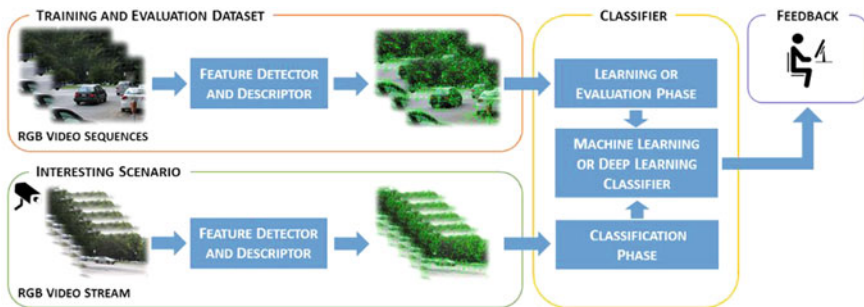 TRAINING AND EVALUATION DATASET
FEATURE DETECTOR
AND DESCRIPTOR
RGB VIDEO SEQUENCES
INTERESTING SCENARIO
FEATURE DETECTOR
AND DESCRIPTOR
RGB VIDEO STREAM
CLASSIFIER
LEARNING OR
EVALUATION PHASE
MACHINE LEARNING
OR DEEP LEARNING
CLASSIFIER
CLASSIFICATION
PHASE
FEEDBACK